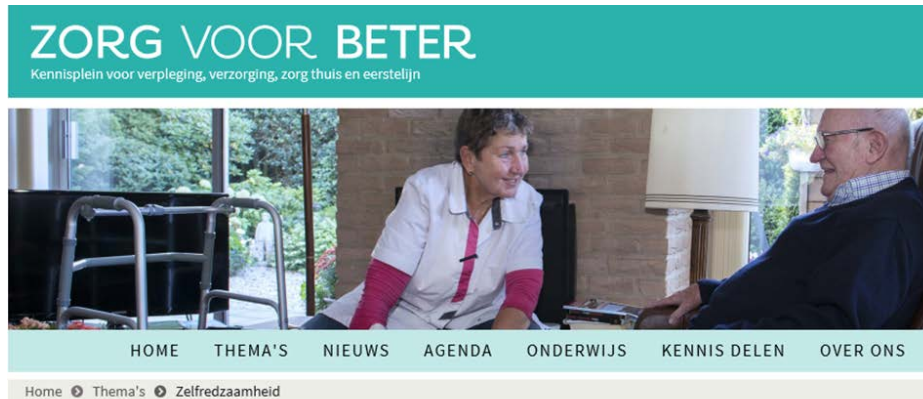 ZORG VOOR BETER
Kennisplein voor verpleging, verzorging, zorg thuis en eerstelijn
HOME THEMA'S NIEUWS AGENDA ONDERWIJS KENNIS DELEN OVER ONS
Home Thema's Zelfredzaamheid